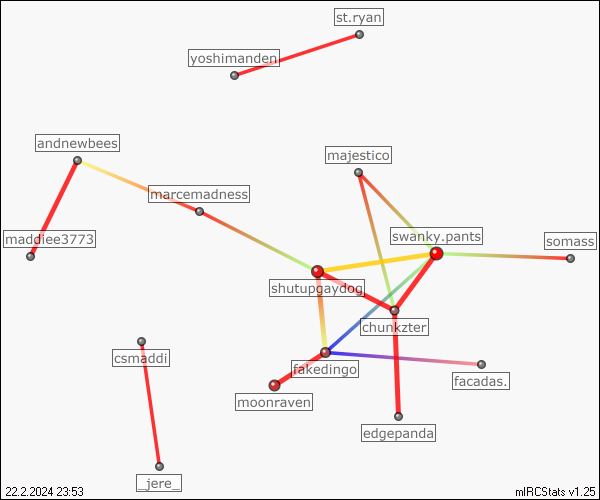 st.ryan
yoshimanden
andnewbees
majestico
marcemadness
maddiee3773
swanky.pants
somass
shutupgaydog
chunkzter
csmaddi
fakedingo
facadas.
moonraven
edgepanda
_jere_
22.2.2024 23:53
mIRCStats v1.25